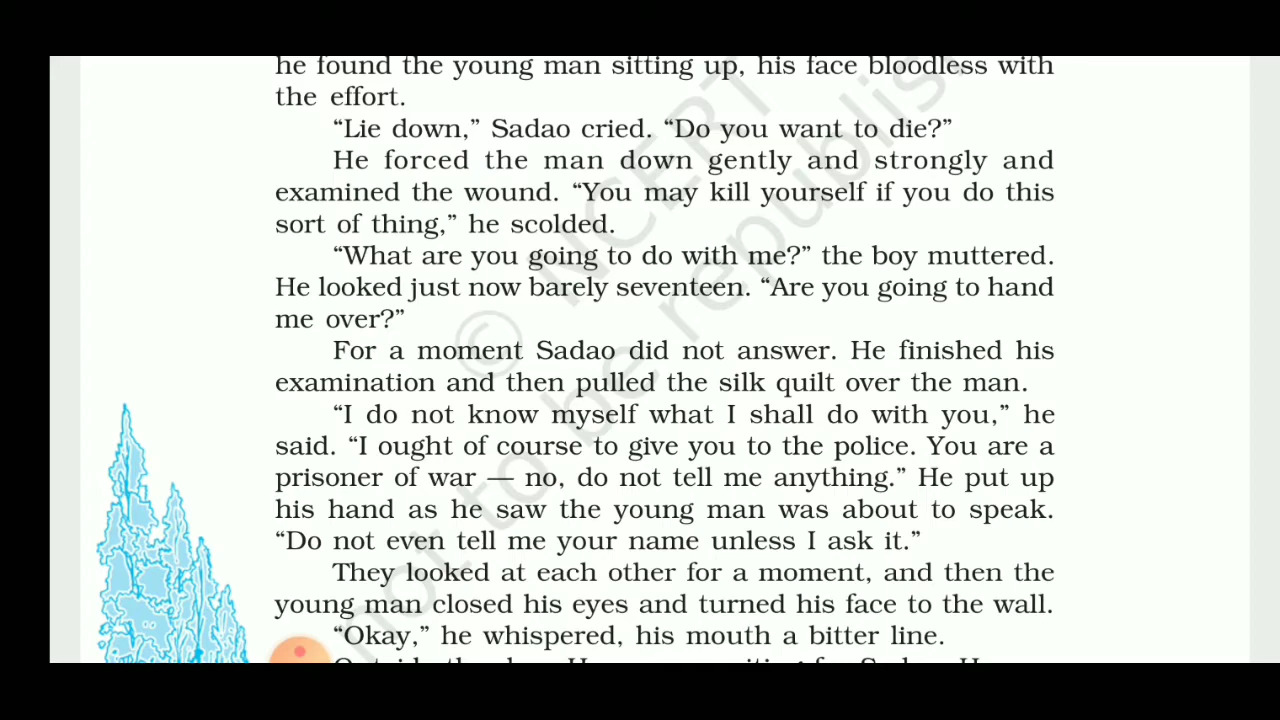 he found the young man sitting up, his face bloodless with
the effort.
“Lie down,” Sadao cried. “Do you want to die?”
He forced the man down gently and strongly and
examined the wound. “You may kill yourself if you do this
sort of thing,” he scolded.
“What are you going to do with me?” the boy muttered.
He looked just now barely seventeen. “Are you going to hand
me over?”
For a moment Sadao did not answer. He finished his
examination and then pulled the silk quilt over the man.
“I do not know myself what I shall do with you,” he
said. “I ought of course to give you to the police. You are a
prisoner of war — no, do not tell me anything.” He put up
his hand as he saw the young man was about to speak.
“Do not even tell me your name unless I ask it.”
They looked at each other for a moment, and then the
young man closed his eyes and turned his face to the wall.
“Okay,” he whispered, his mouth a bitter line.
© NCERT
not to be republis